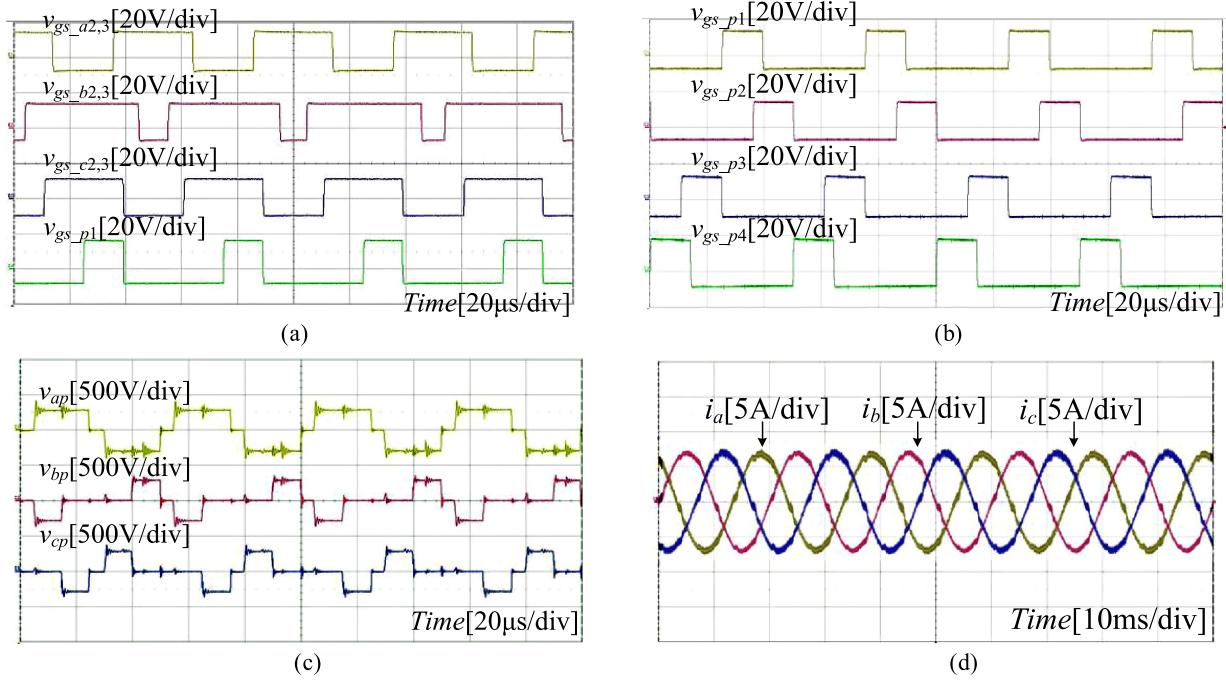 v_gs_a2,3[20V/div]
v_gs_b2,3[20V/div]
v_gs_c2,3[20V/div]
v_gs_p1[20V/div]
Time[20μs/div]
(a)
v_gs_p1[20V/div]
v_gs_p2[20V/div]
v_gs_p3[20V/div]
v_gs_p4[20V/div]
Time[20μs/div]
(b)
v_ap[500V/div]
v_bp[500V/div]
v_cp[500V/div]
Time[20μs/div]
(c)
i_a[5A/div] i_b[5A/div] i_c[5A/div]
Time[10ms/div]
(d)